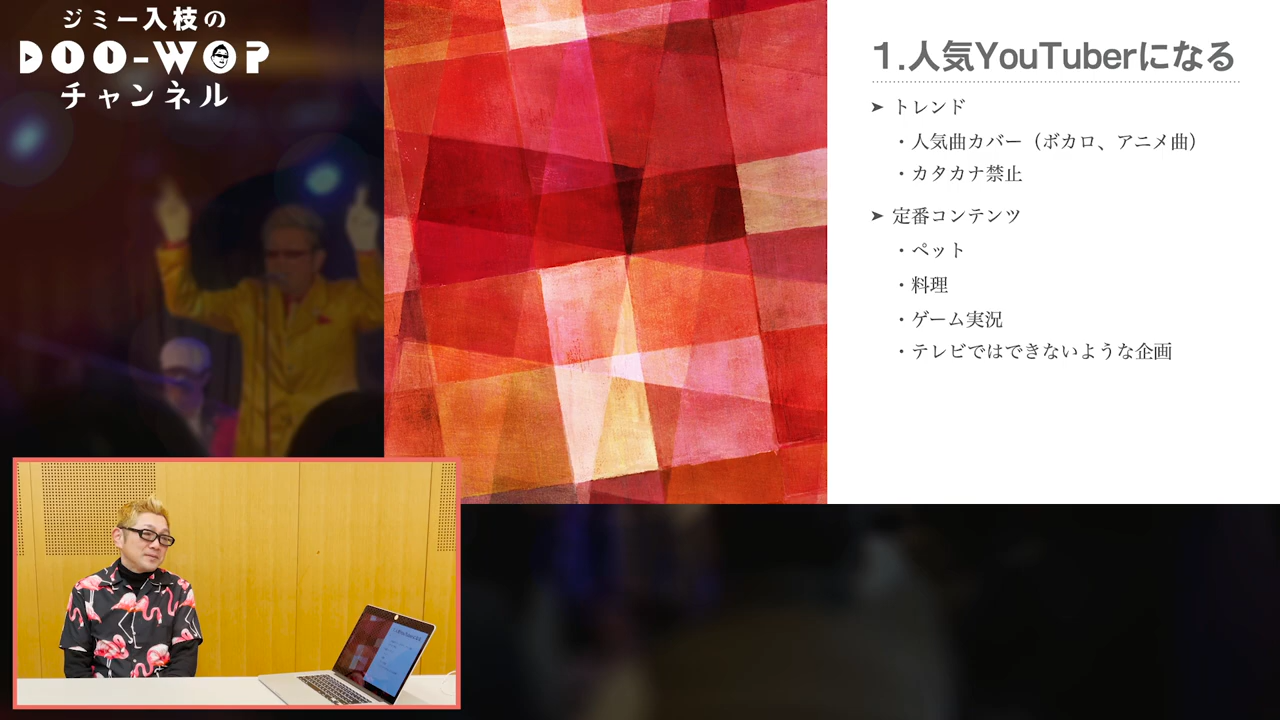 ジミー入枝の
DOO-WOP
チャンネル
1.人気YouTuberになる
➤ トレンド
・人気曲カバー（ボカロ、アニメ曲）
・カタカナ禁止
➤ 定番コンテンツ
・ペット
・料理
・ゲーム実況
・テレビではできないような企画